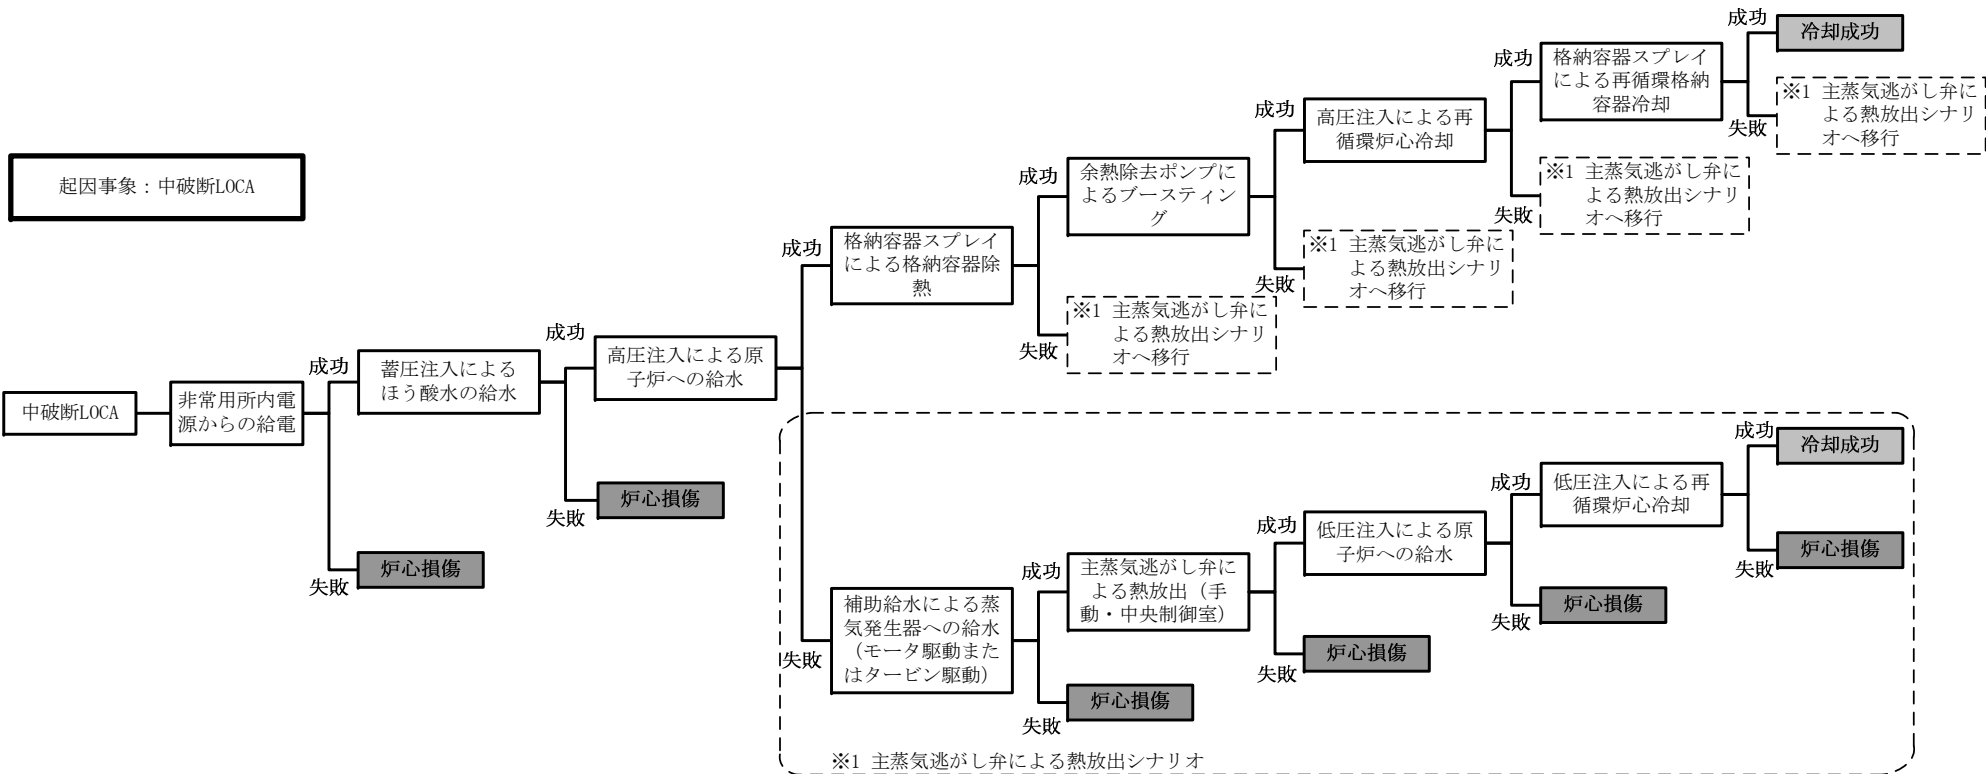 起因事象：中破断LOCA
中破断LOCA
非常用所内電
源からの給電
成功
失敗
蓄圧注入による
ほう酸水の給水
炉心損傷
成功
失敗
高圧注入による原
子炉への給水
炉心損傷
成功
失敗
格納容器スプレイ
による格納容器除
熱
成功
失敗
※1 主蒸気逃がし弁に
よる熱放出シナリ
オへ移行
余熱除去ポンプに
よるブースティン
グ
成功
失敗
※1 主蒸気逃がし弁に
よる熱放出シナリ
オへ移行
高圧注入による再
循環炉心冷却
成功
失敗
※1 主蒸気逃がし弁に
よる熱放出シナリ
オへ移行
格納容器スプレイ
による再循環格納
容器冷却
成功
失敗
冷却成功
※1 主蒸気逃がし弁に
よる熱放出シナリ
オへ移行
補助給水による蒸
気発生器への給水
（モータ駆動また
はタービン駆動）
成功
失敗
炉心損傷
主蒸気逃がし弁に
よる熱放出（手
動・中央制御室）
成功
失敗
炉心損傷
低圧注入による原
子炉への給水
成功
失敗
炉心損傷
低圧注入による再
循環炉心冷却
成功
失敗
冷却成功
炉心損傷
※1 主蒸気逃がし弁による熱放出シナリオ